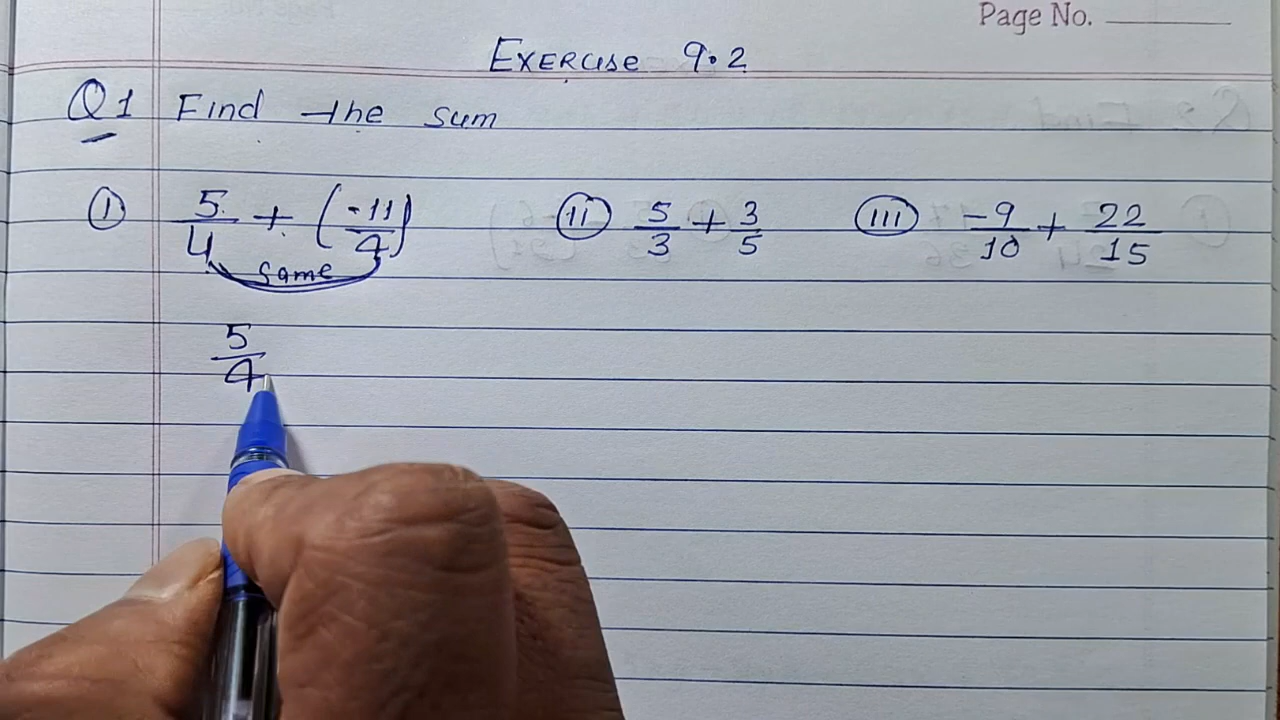 Page No.
Exercise 9.2
Q1 Find the sum
(i) 5/4 + (-11/4) (ii) 5/3 + 3/5 (iii) -9/10 + 22/15
same
5/4